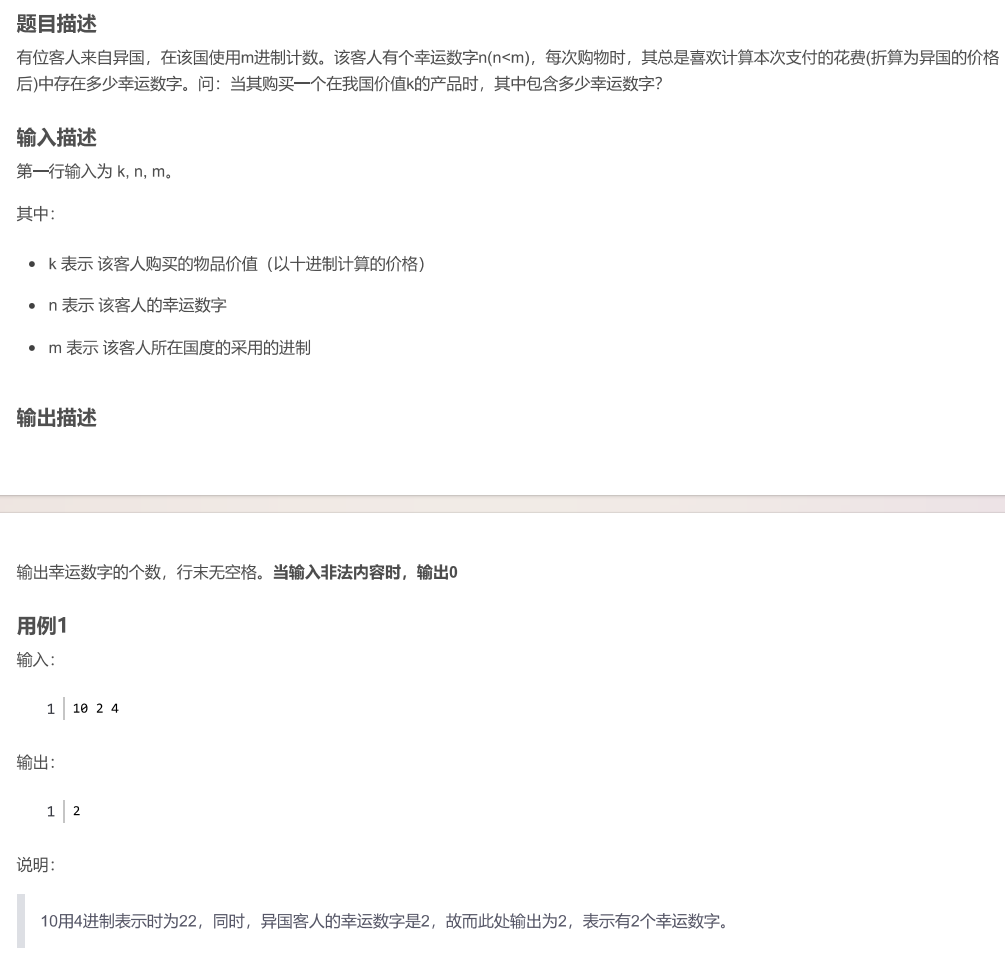 题目描述
有位客人来自异国，在该国使用m进制计数。该客人有个幸运数字n(n<m)，每次购物时，其总是喜欢计算本次支付的花费(折算为异国的价格
后)中存在多少幸运数字。问：当其购买一个在我国价值k的产品时，其中包含多少幸运数字？
输入描述
第一行输入为 k, n, m。
其中：
• k 表示 该客人购买的物品价值（以十进制计算的价格）
• n 表示 该客人的幸运数字
• m 表示 该客人所在国度的采用的进制
输出描述
输出幸运数字的个数，行末无空格。当输入非法内容时，输出0
用例1
输入：
1 10 2 4
输出：
1 2
说明：
10用4进制表示时为22，同时，异国客人的幸运数字是2，故而此处输出为2，表示有2个幸运数字。